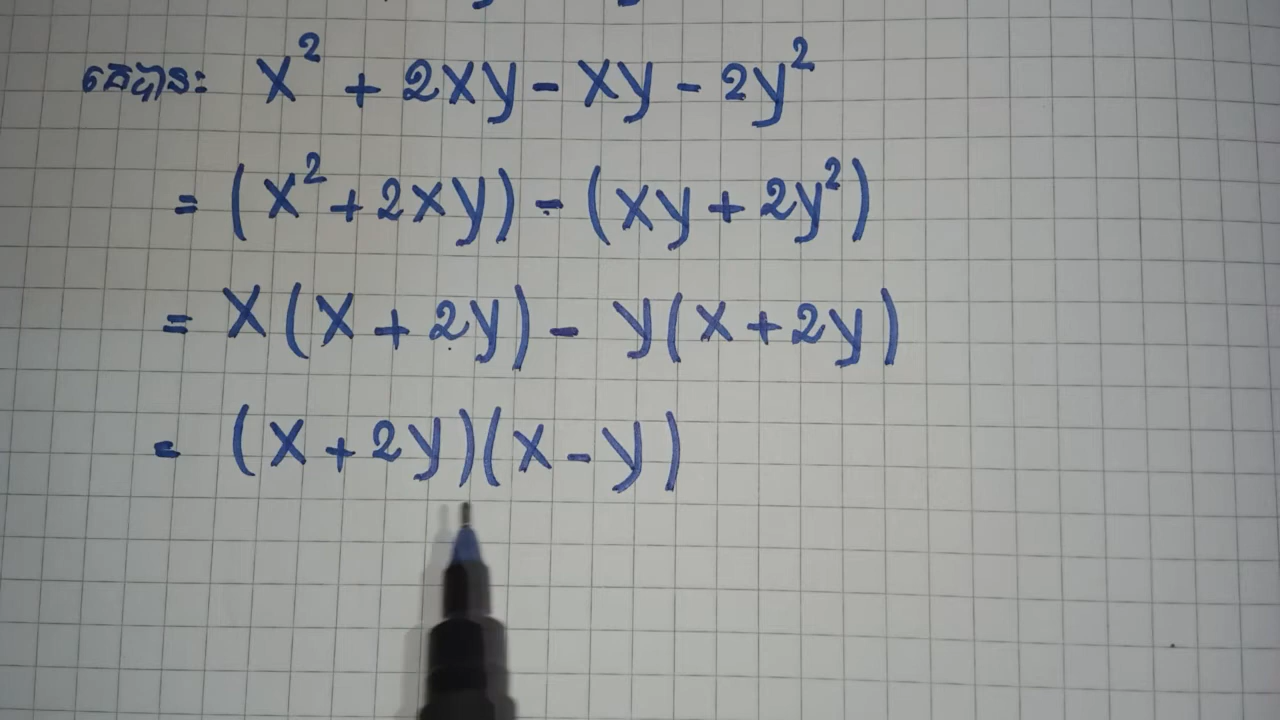 គេបាន: x² + 2xy - xy - 2y²
= (x² + 2xy) - (xy + 2y²)
= x(x + 2y) - y(x + 2y)
= (x + 2y)(x - y)